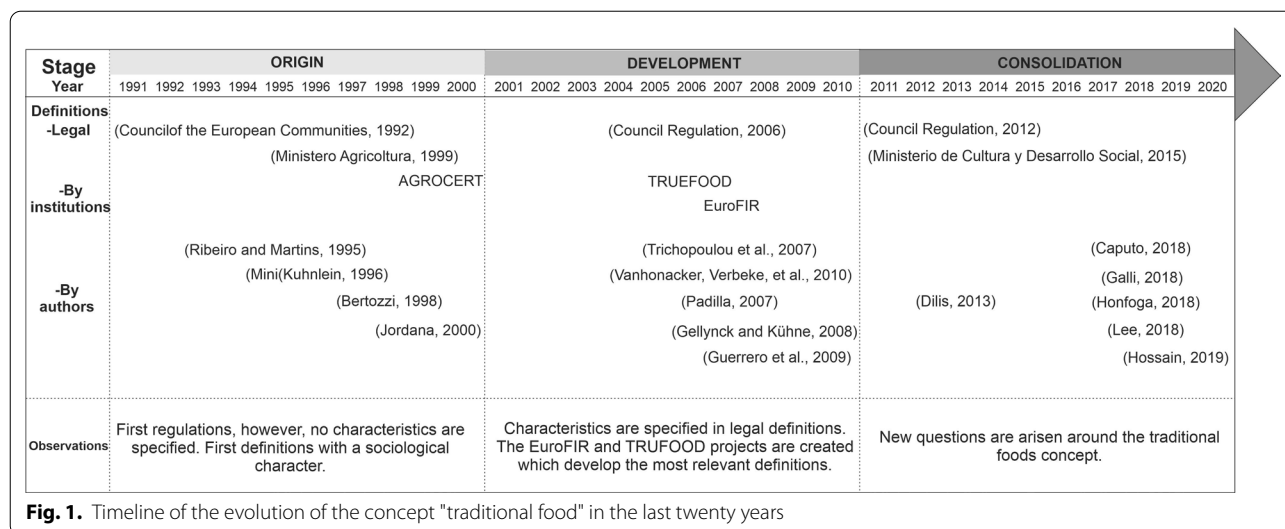 Stage
Year
ORIGIN
DEVELOPMENT
CONSOLIDATION
1991 1992 1993 1994 1995 1996 1997 1998 1999 2000
2001 2002 2003 2004 2005 2006 2007 2008 2009 2010
2011 2012 2013 2014 2015 2016 2017 2018 2019 2020
Definitions
-Legal
(Councilof the European Communities, 1992)
(Council Regulation, 2006)
(Council Regulation, 2012)
(Ministero Agricoltura, 1999)
(Ministerio de Cultura y Desarrollo Social, 2015)
-By
institutions
AGROCERT
TRUEFOOD
EuroFIR
-By
authors
(Ribeiro and Martins, 1995)
(Trichopoulou et al., 2007)
(Caputo, 2018)
Mini(Kuhnlein, 1996)
(Vanhonacker, Verbeke, et al., 2010)
(Galli, 2018)
(Bertozzi, 1998)
(Padilla, 2007)
(Dilis, 2013)
(Honfoga, 2018)
(Jordana, 2000)
(Gellynck and Kühne, 2008)
(Lee, 2018)
(Guerrero et al., 2009)
(Hossain, 2019)
Observations
First regulations, however, no characteristics are
specified. First definitions with a sociological
character.
Characteristics are specified in legal definitions.
The EuroFIR and TRUFOOD projects are created
which develop the most relevant definitions.
New questions are arisen around the traditional
foods concept.
Fig. 1. Timeline of the evolution of the concept "traditional food" in the last twenty years